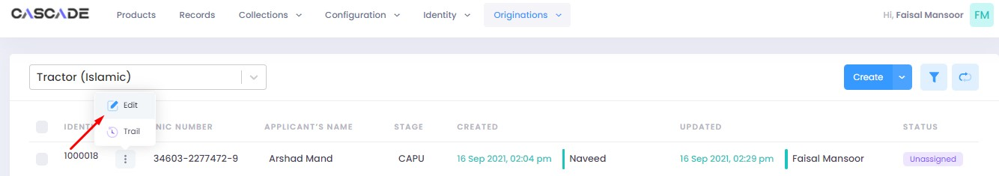 CASCADE Products Records Collections Configuration Identity Originations Hi, Faisal Mansoor FM
Tractor (Islamic) Create
Edit
IDENT NIC NUMBER APPLICANT'S NAME STAGE CREATED UPDATED STATUS
Trail
1000018 34603-2277472-9 Arshad Mand CAPU 16 Sep 2021, 02:04 pm Naveed 16 Sep 2021, 02:29 pm Faisal Mansoor Unassigned